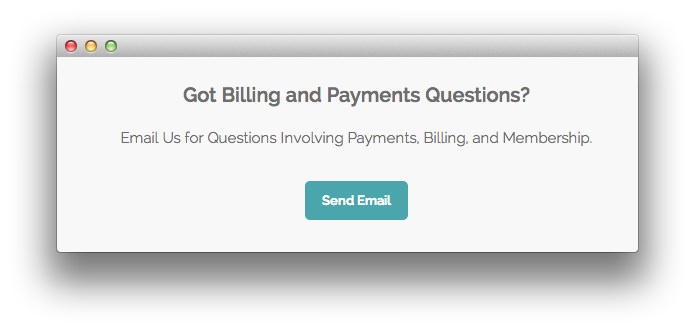 Got Billing and Payments Questions?
Email Us for Questions Involving Payments, Billing, and Membership.
Send Email